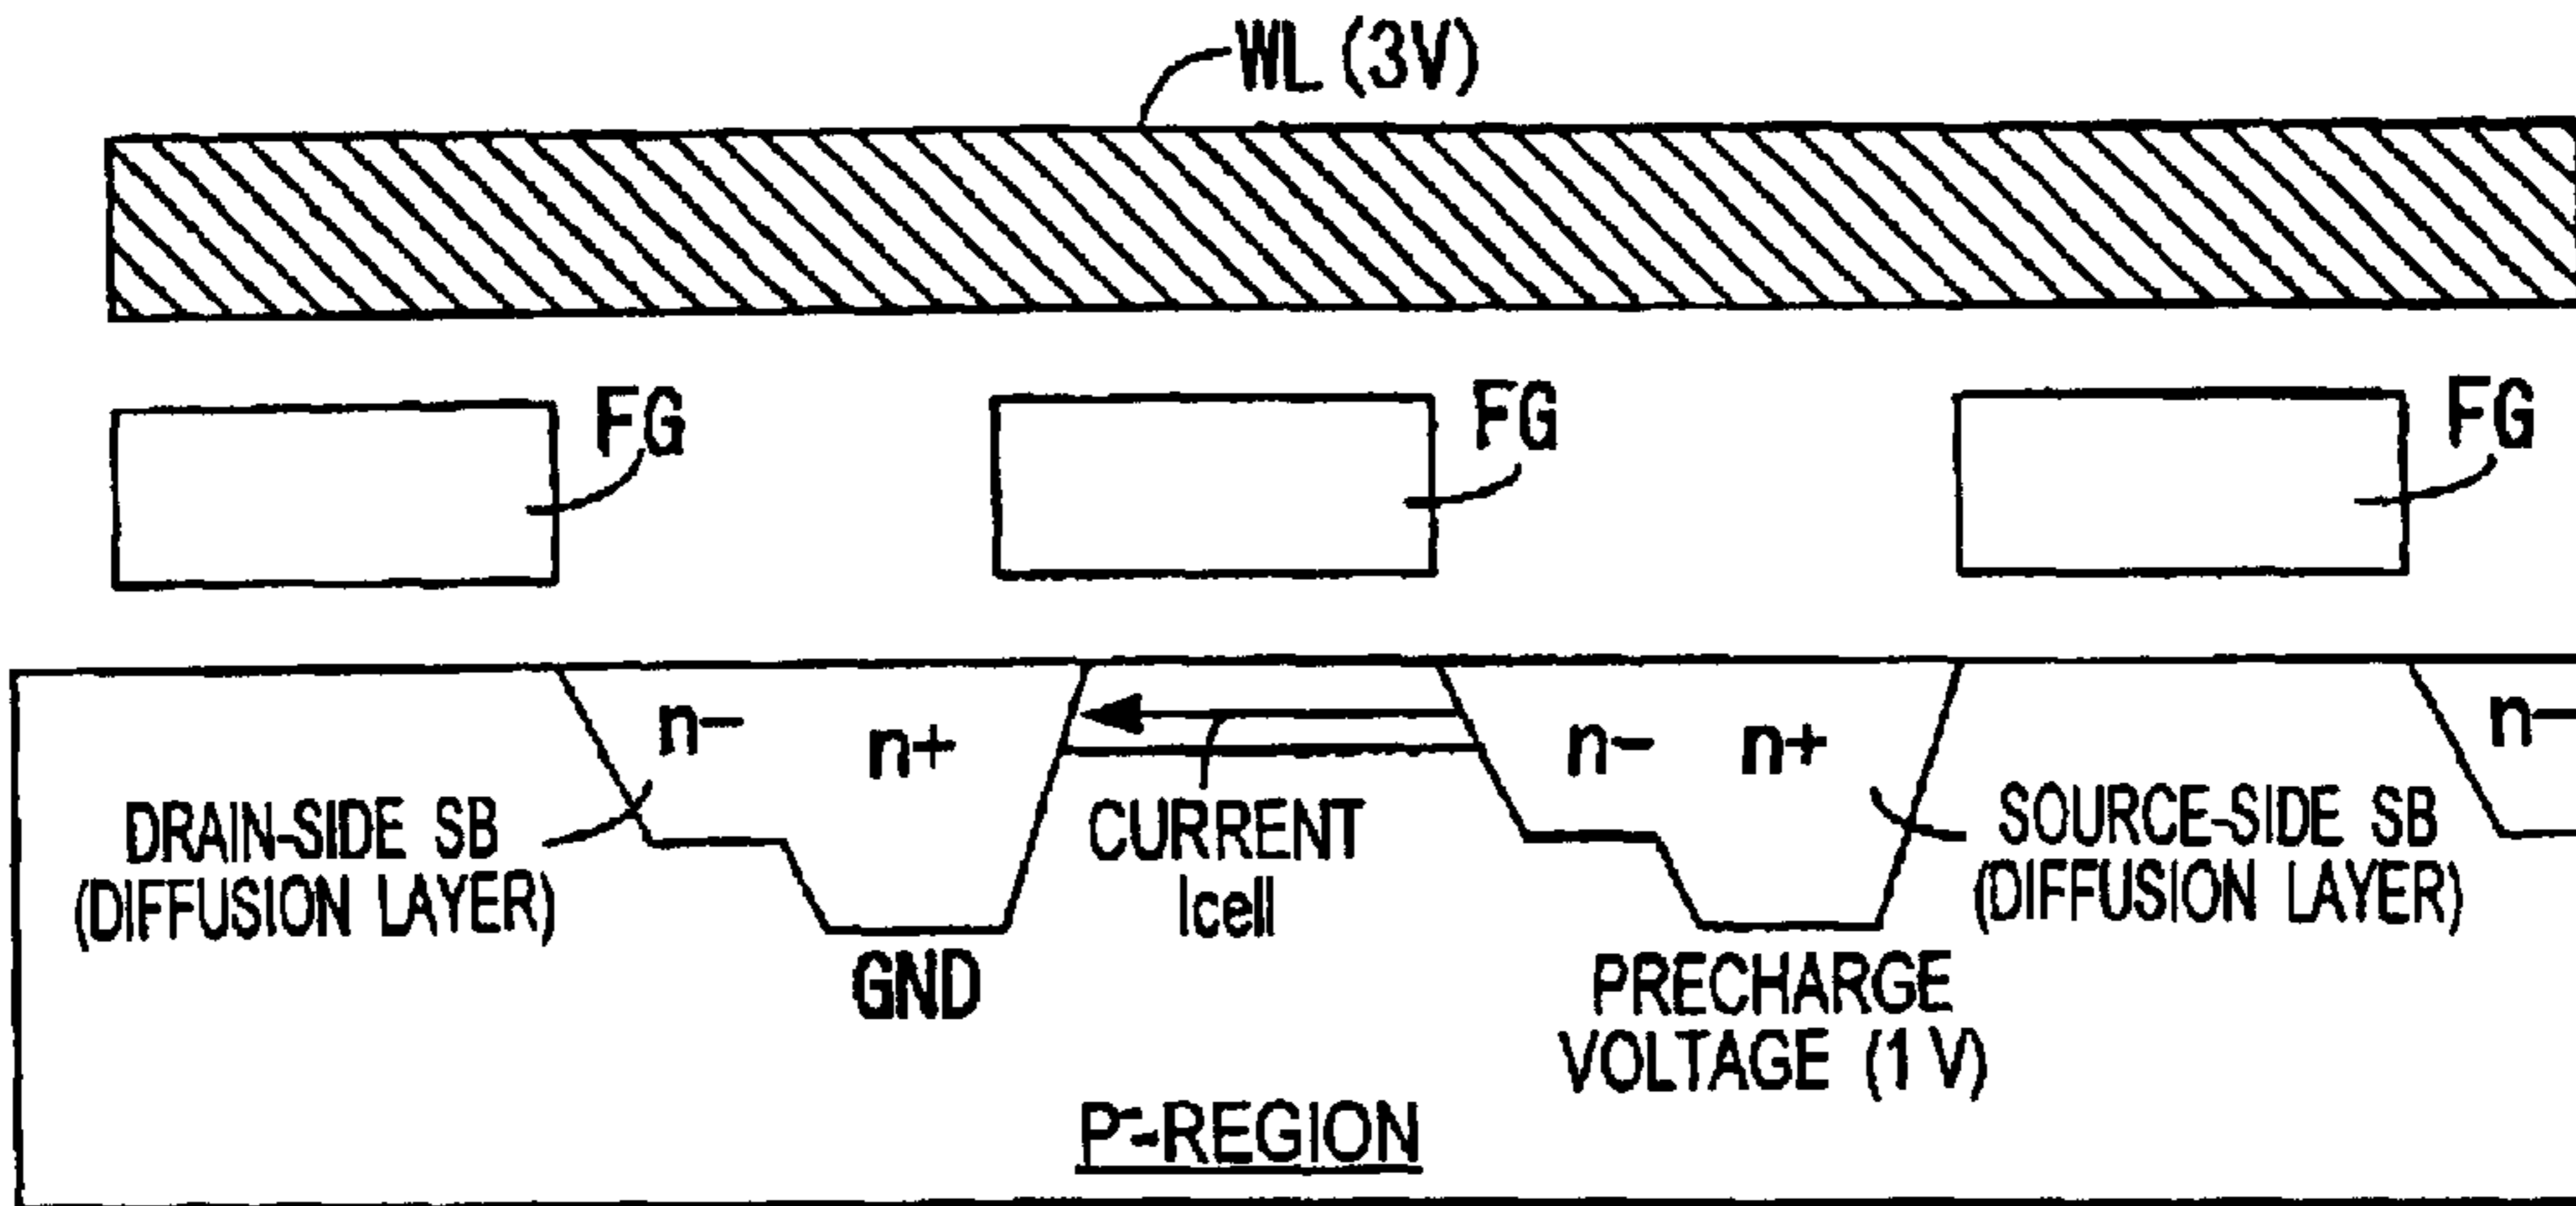 WL (3V)
FG
FG
FG
n-
n+
n-
n+
n-
DRAIN-SIDE SB
(DIFFUSION LAYER)
CURRENT
Icell
SOURCE-SIDE SB
(DIFFUSION LAYER)
GND
PRECHARGE
VOLTAGE (1 V)
P⁻-REGION